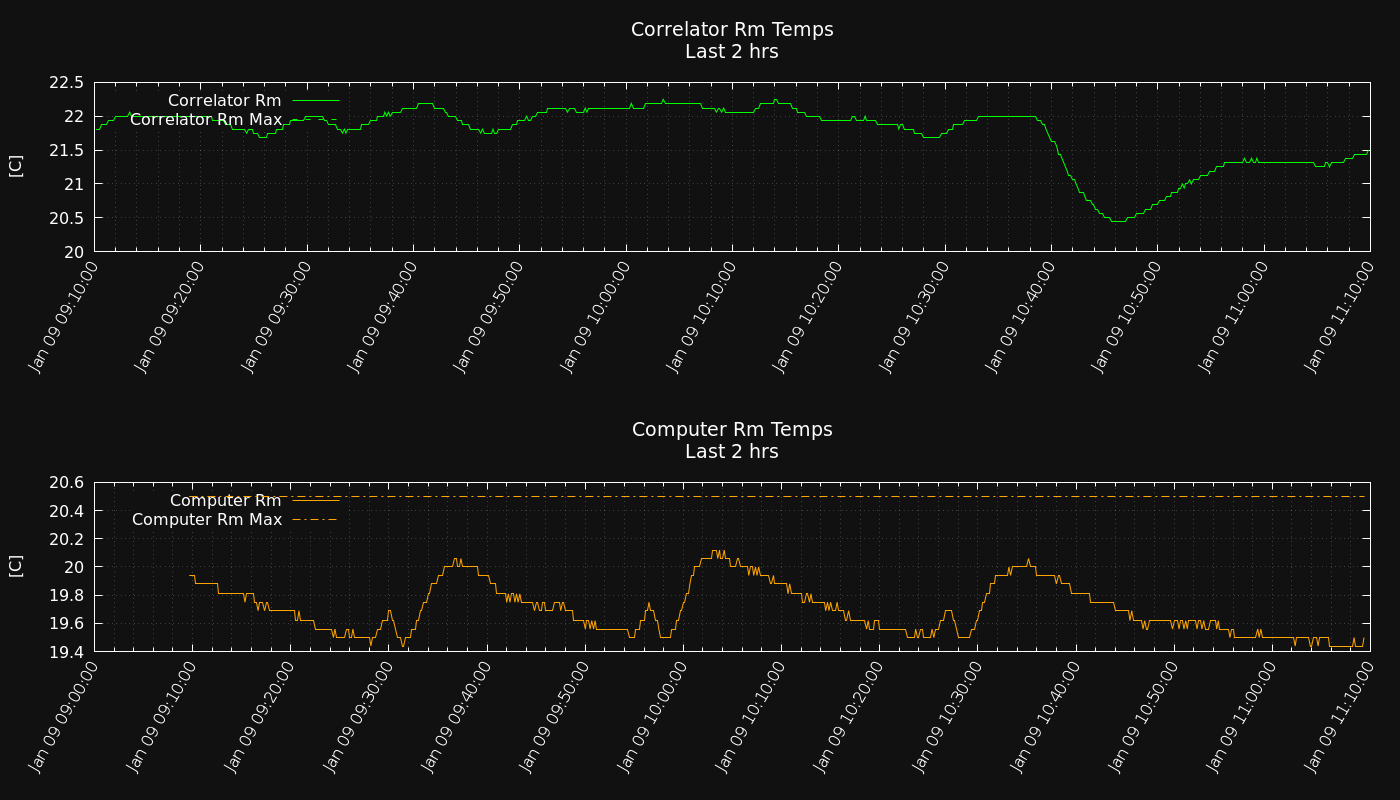 Correlator Rm Temps
Last 2 hrs
22.5
22
21.5
21
20.5
20
[C]
Correlator Rm
Correlator Rm Max
Jan 09 09:10:00
Jan 09 09:20:00
Jan 09 09:30:00
Jan 09 09:40:00
Jan 09 09:50:00
Jan 09 10:00:00
Jan 09 10:10:00
Jan 09 10:20:00
Jan 09 10:30:00
Jan 09 10:40:00
Jan 09 10:50:00
Jan 09 11:00:00
Jan 09 11:10:00
Computer Rm Temps
Last 2 hrs
20.6
20.4
20.2
20
19.8
19.6
19.4
[C]
Computer Rm
Computer Rm Max
Jan 09 09:00:00
Jan 09 09:10:00
Jan 09 09:20:00
Jan 09 09:30:00
Jan 09 09:40:00
Jan 09 09:50:00
Jan 09 10:00:00
Jan 09 10:10:00
Jan 09 10:20:00
Jan 09 10:30:00
Jan 09 10:40:00
Jan 09 10:50:00
Jan 09 11:00:00
Jan 09 11:10:00